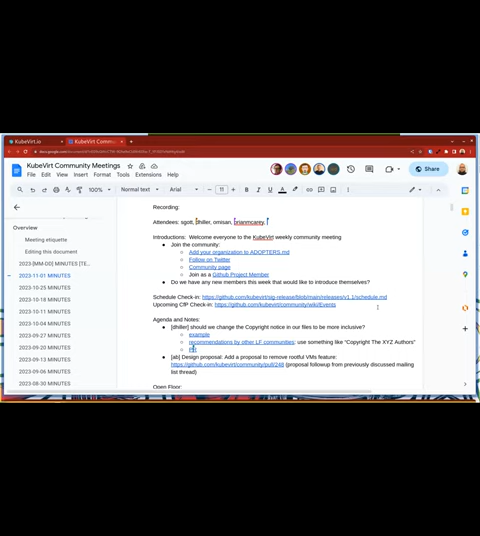 KubeVirt.io
KubeVirt Comm
KubeVirt Community Meetings
File Edit View Insert Format Tools Extensions Help
Share
100%
Arial
11
Overview
Meeting etiquette
Editing this document
2023-[MM-DD] MINUTES [TE...
2023-11-01 MINUTES
2023-10-25 MINUTES
2023-10-18 MINUTES
2023-10-11 MINUTES
2023-10-04 MINUTES
2023-09-27 MINUTES
2023-09-20 MINUTES
2023-09-13 MINUTES
2023-09-06 MINUTES
2023-08-30 MINUTES
Recording:
Attendees: sgott, dhiller, omisan, brianmcarey,
Introductions: Welcome everyone to the KubeVirt weekly community meeting
● Join the community:
○ Add your organization to ADOPTERS.md
○ Follow on Twitter
○ Community page
○ Join as a GitHub Project Member
● Do we have any new members this week that would like to introduce themselves?
Schedule Check-in: https://github.com/kubevirt/sig-release/blob/main/releases/v1.1/schedule.md
Upcoming CfP Check-in: https://github.com/kubevirt/community/wiki/Events
Agenda and Notes:
● [dhiller] should we change the Copyright notice in our files to be more inclusive?
○ example
○ recommendations by other LF communities: use something like "Copyright The XYZ Authors"
● [ab] Design proposal: Add a proposal to remove rootful VMs feature:
https://github.com/kubevirt/community/pull/248 (proposal followup from previously discussed mailing
list thread)
Open Floor: